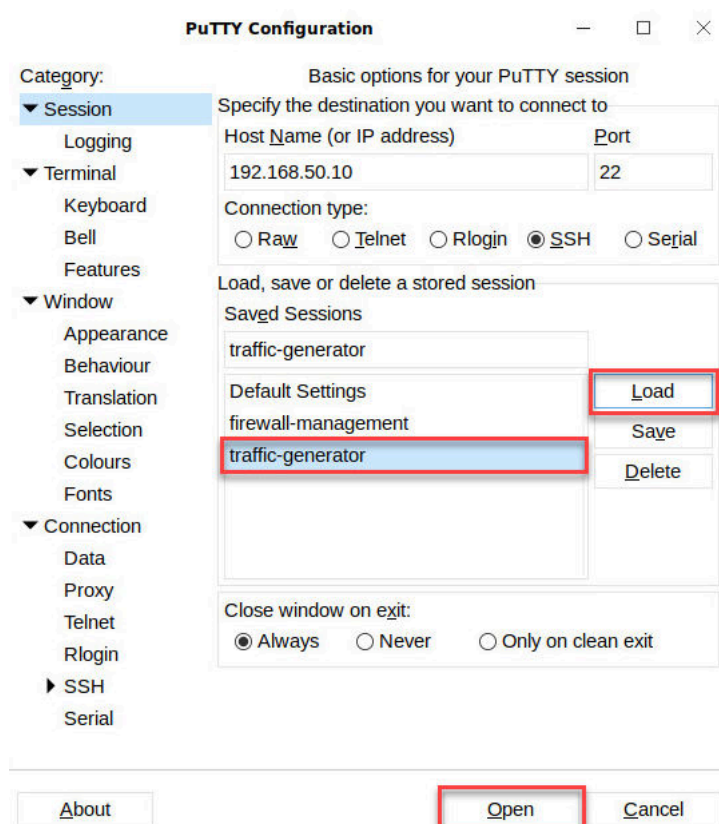 PuTTY Configuration
Category:
Session
Logging
Terminal
Keyboard
Bell
Features
Window
Appearance
Behaviour
Translation
Selection
Colours
Fonts
Connection
Data
Proxy
Telnet
Rlogin
SSH
Serial
Basic options for your PuTTY session
Specify the destination you want to connect to
Host Name (or IP address) Port
192.168.50.10 22
Connection type:
Raw Telnet Rlogin SSH Serial
Load, save or delete a stored session
Saved Sessions
traffic-generator
Default Settings
firewall-management
traffic-generator
Load
Save
Delete
Close window on exit:
Always Never Only on clean exit
About Open Cancel